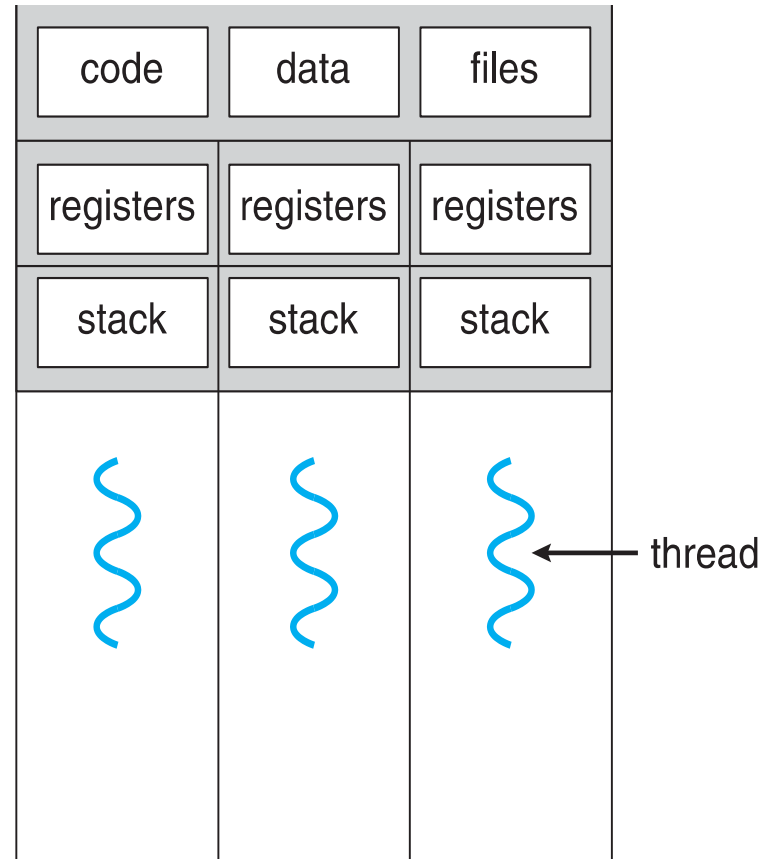 code data files
registers registers registers
stack stack stack
thread